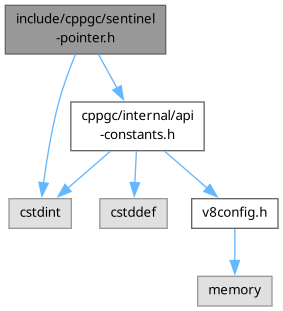 include/cppgc/sentinel
-pointer.h
cppgc/internal/api
-constants.h
cstdint
cstddef
v8config.h
memory